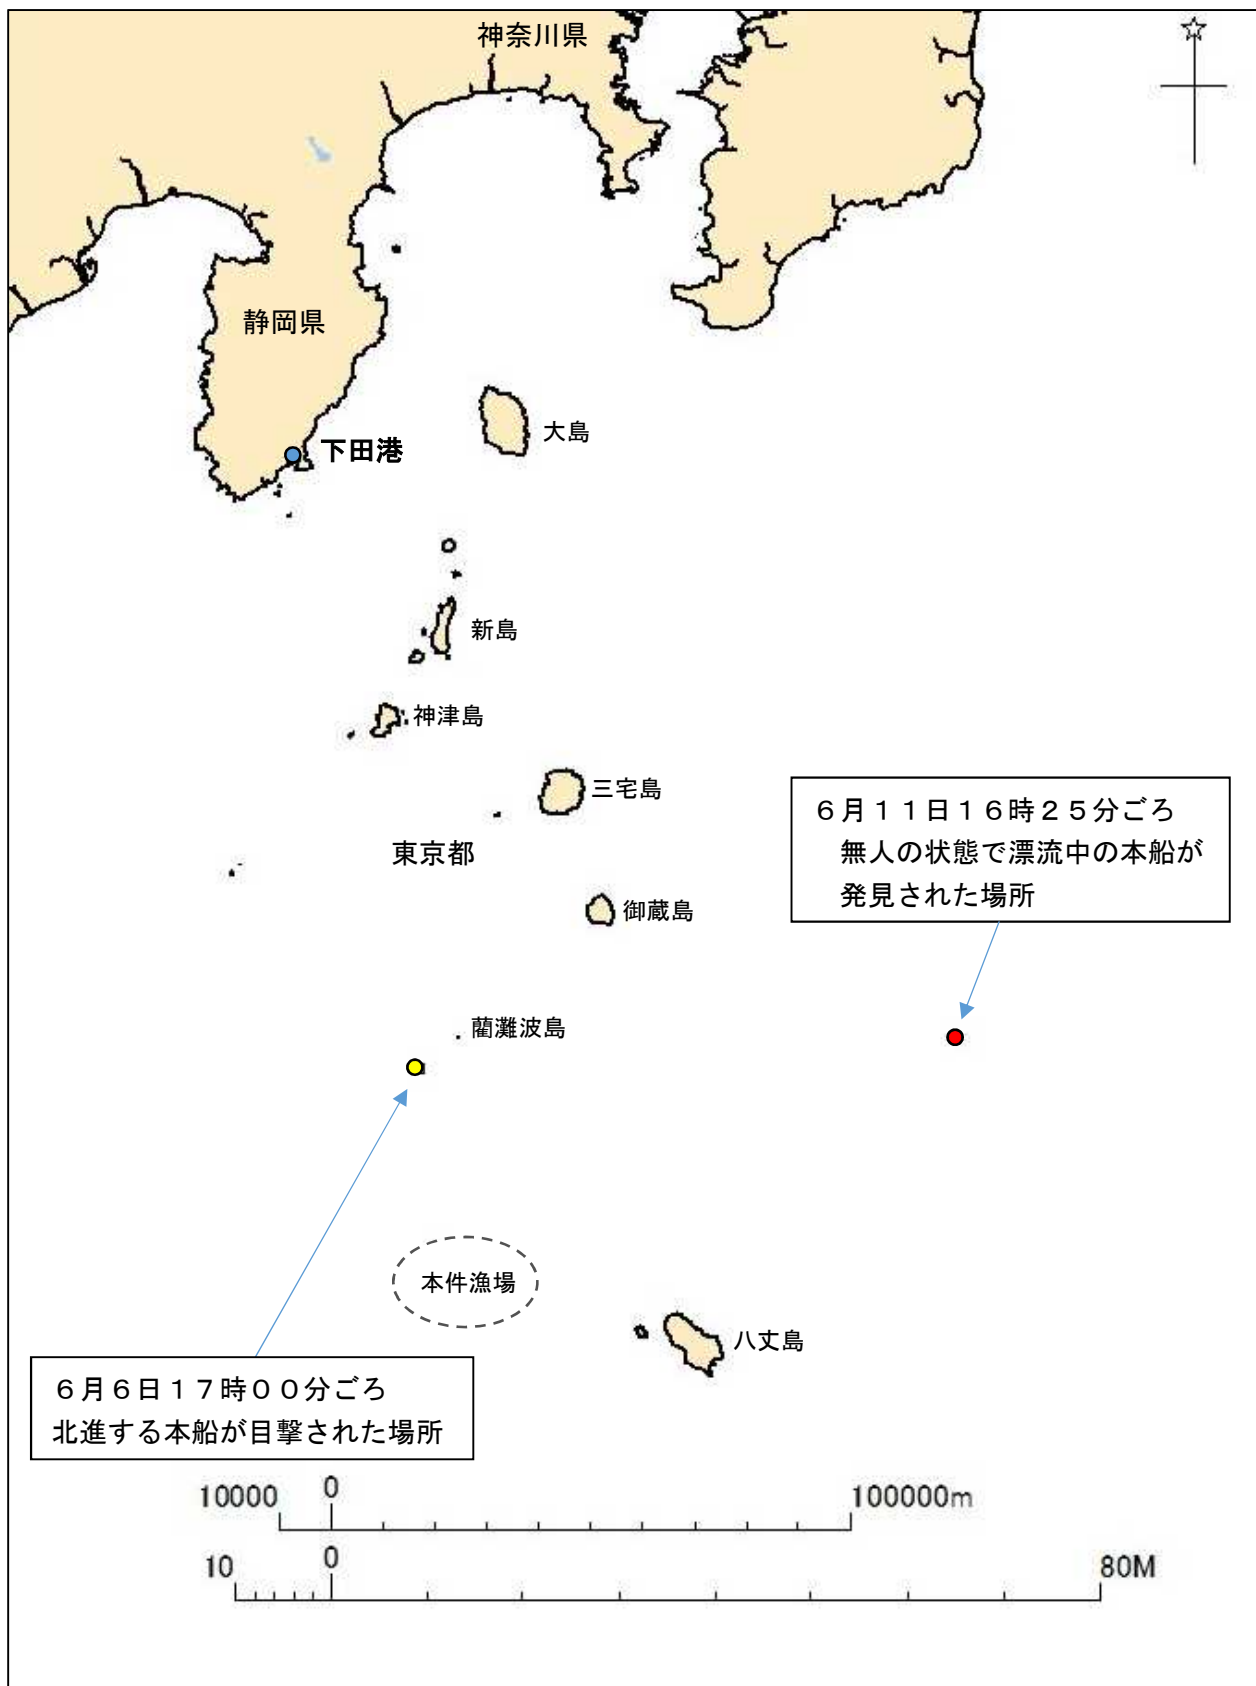 神奈川県
静岡県
大島
下田港
新島
神津島
三宅島
６月１１日１６時２５分ごろ
無人の状態で漂流中の本船が
発見された場所
東京都
御蔵島
藺灘波島
本件漁場
八丈島
６月６日１７時００分ごろ
北進する本船が目撃された場所
10000 0 100000m
10 0 80M